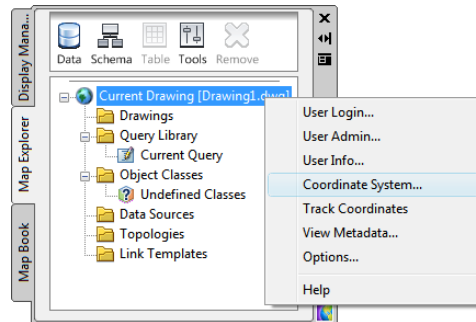 Display Mana...
Map Explorer
Map Book
Data Schema Table Tools Remove
Current Drawing [Drawing1.dwg]
Drawings
Query Library
Current Query
Object Classes
Undefined Classes
Data Sources
Topologies
Link Templates
User Login...
User Admin...
User Info...
Coordinate System...
Track Coordinates
View Metadata...
Options...
Help